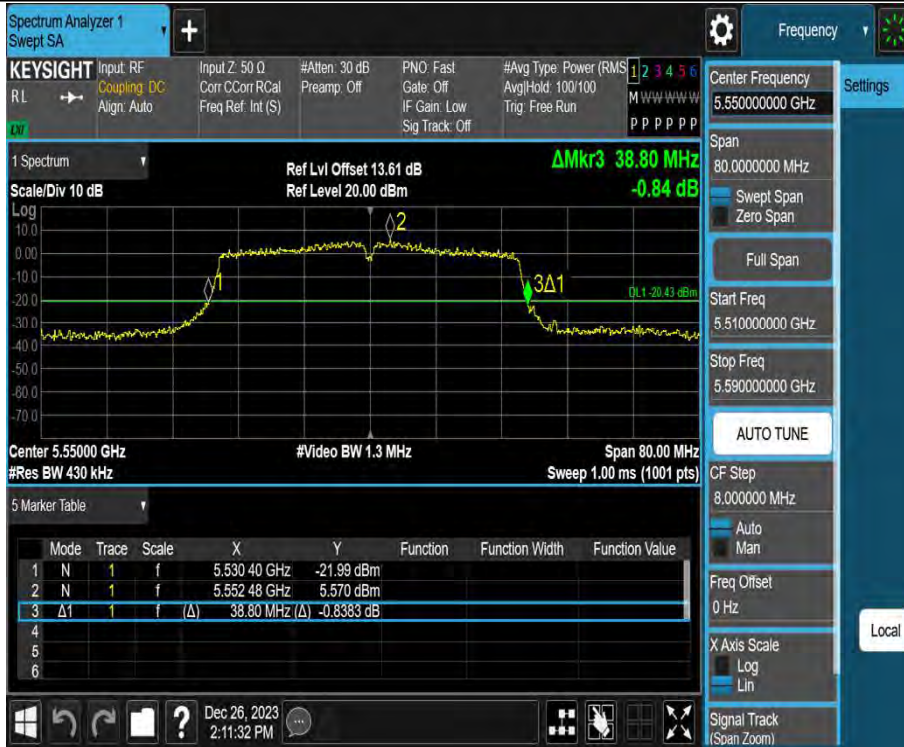 Spectrum Analyzer 1
Swept SA
+
Frequency
KEYSIGHT
RL
LXI
Input: RF
Coupling: DC
Align: Auto
Input Z: 50 Ω
Corr CCorr RCal
Freq Ref: Int (S)
#Atten: 30 dB
Preamp: Off
PNO: Fast
Gate: Off
IF Gain: Low
Sig Track: Off
#Avg Type: Power (RMS
Avg|Hold: 100/100
Trig: Free Run
1 2 3 4 5 6
M W W W W W
P P P P P P
1 Spectrum
Scale/Div 10 dB
Ref Lvl Offset 13.61 dB
Ref Level 20.00 dBm
ΔMkr3 38.80 MHz
-0.84 dB
Log
10.0
0.00
-10.0
-20.0
-30.0
-40.0
-50.0
-60.0
-70.0
1
2
3Δ1
DL1 -20.43 dBm
Center 5.55000 GHz
#Video BW 1.3 MHz
Span 80.00 MHz
#Res BW 430 kHz
Sweep 1.00 ms (1001 pts)
5 Marker Table
Mode Trace Scale X Y Function Function Width Function Value
1 N 1 f 5.530 40 GHz -21.99 dBm
2 N 1 f 5.552 48 GHz 5.570 dBm
3 Δ1 1 f (Δ) 38.80 MHz (Δ) -0.8383 dB
4
5
6
?
Dec 26, 2023
2:11:32 PM
Center Frequency
5.550000000 GHz
Settings
Span
80.0000000 MHz
Swept Span
Zero Span
Full Span
Start Freq
5.510000000 GHz
Stop Freq
5.590000000 GHz
AUTO TUNE
CF Step
8.000000 MHz
Auto
Man
Freq Offset
0 Hz
X Axis Scale
Log
Lin
Local
Signal Track
(Span Zoom)